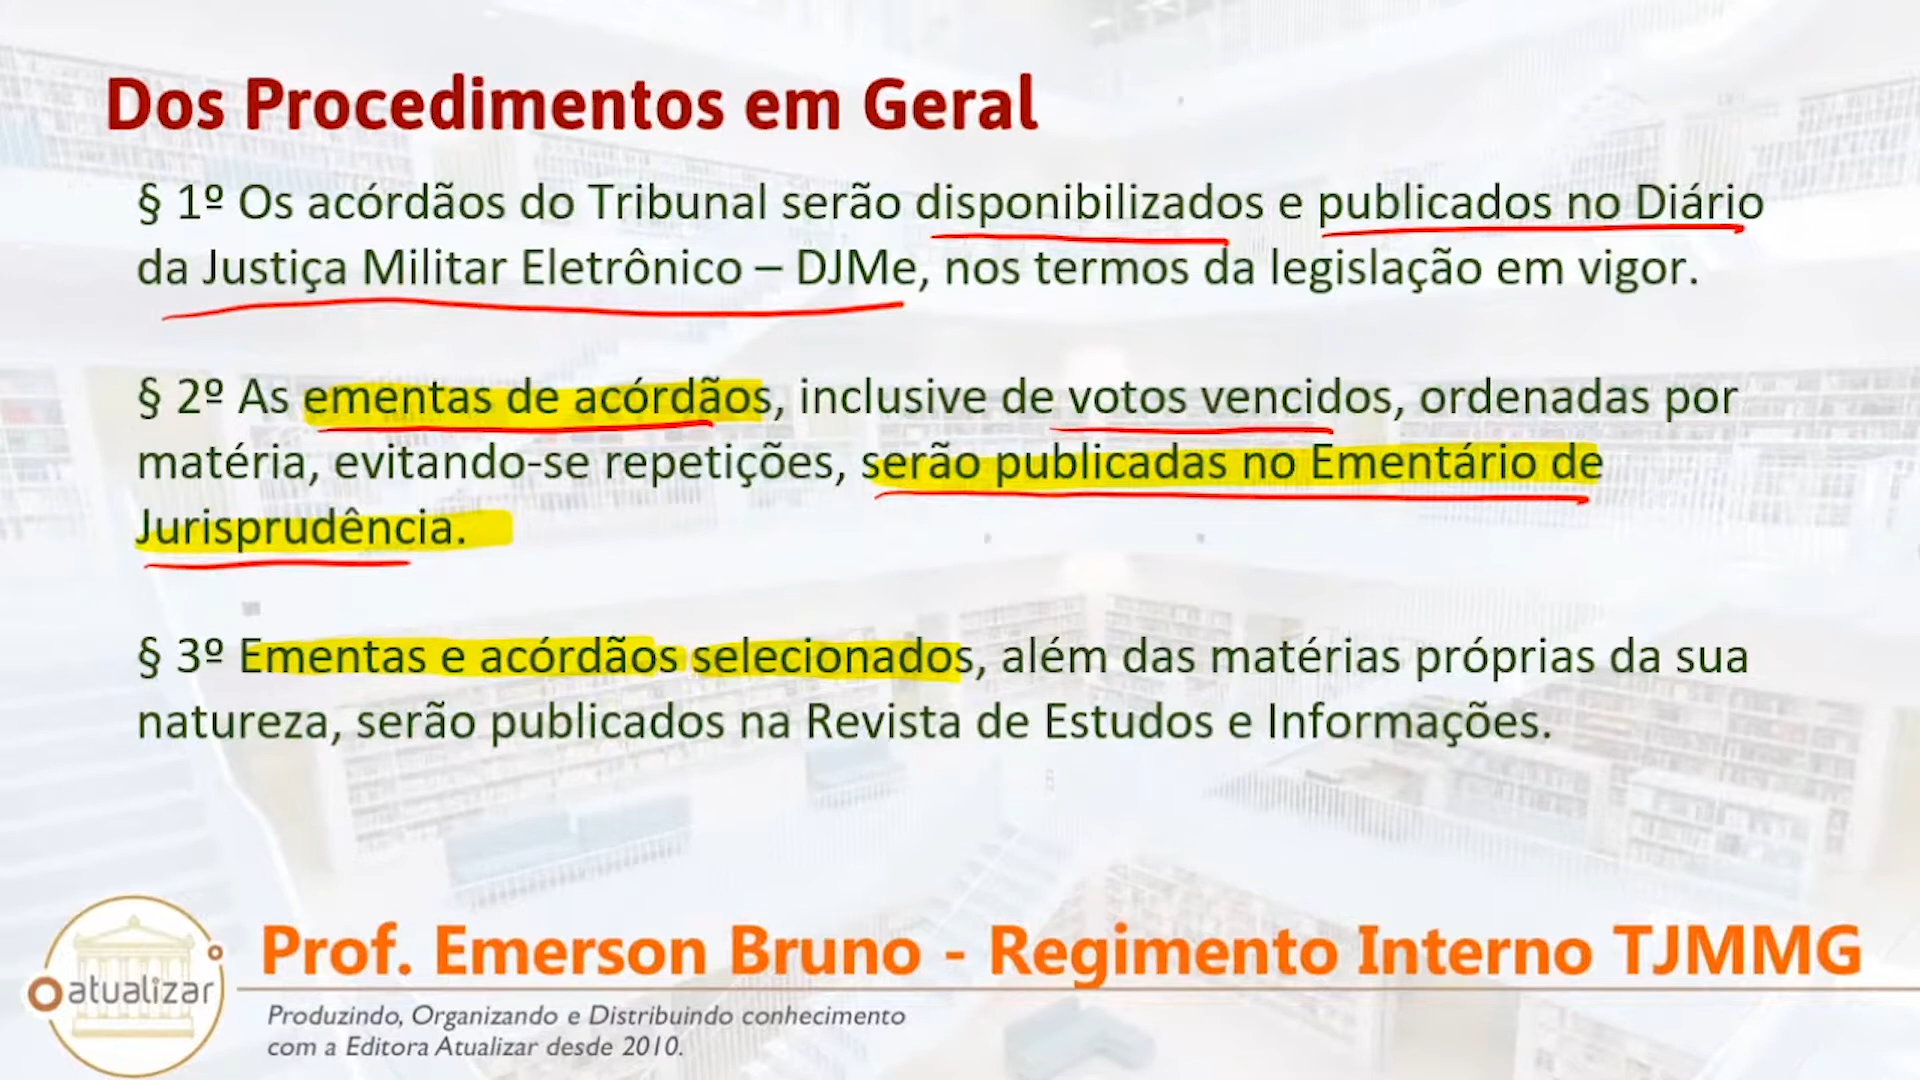 Dos Procedimentos em Geral
§ 1º Os acórdãos do Tribunal serão disponibilizados e publicados no Diário
da Justiça Militar Eletrônico – DJMe, nos termos da legislação em vigor.
§ 2º As ementas de acórdãos, inclusive de votos vencidos, ordenadas por
matéria, evitando-se repetições, serão publicadas no Ementário de
Jurisprudência.
§ 3º Ementas e acórdãos selecionados, além das matérias próprias da sua
natureza, serão publicados na Revista de Estudos e Informações.
Prof. Emerson Bruno - Regimento Interno TJMMG
atualizar
Produzindo, Organizando e Distribuindo conhecimento
com a Editora Atualizar desde 2010.